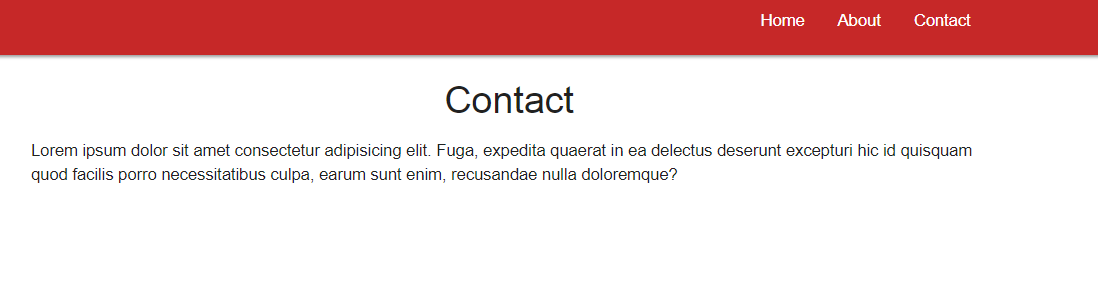 Home About Contact
Contact
Lorem ipsum dolor sit amet consectetur adipisicing elit. Fuga, expedita quaerat in ea delectus deserunt excepturi hic id quisquam
quod facilis porro necessitatibus culpa, earum sunt enim, recusandae nulla doloremque?